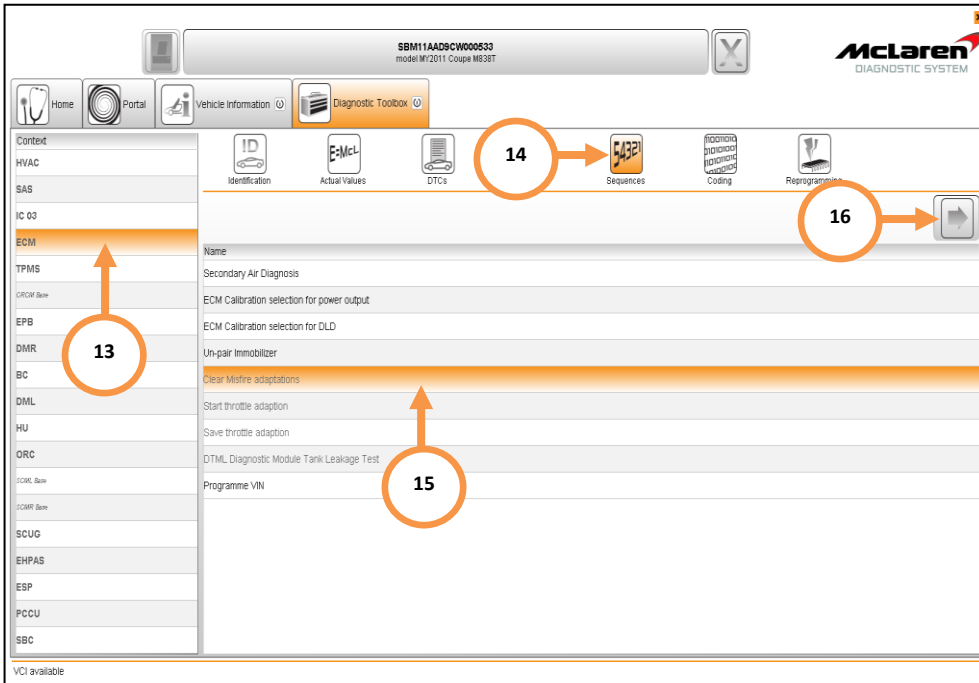 SBM11AAD9CW000533
model MY2011 Coupe M838T
McLaren
DIAGNOSTIC SYSTEM
Home
Portal
Vehicle Information
Diagnostic Toolbox
Context
HVAC
SAS
IC 03
ECM
TPMS
CRCM Base
EPB
DMR
BC
DML
HU
ORC
SCML Base
SCMR Base
SCUG
EHPAS
ESP
PCCU
SBC
ID
Identification
E=McL
Actual Values
DTCs
14
54321
Sequences
Coding
Reprogramming
16
Name
Secondary Air Diagnosis
ECM Calibration selection for power output
ECM Calibration selection for DLD
Un-pair Immobilizer
Clear Misfire adaptations
Start throttle adaption
Save throttle adaption
DTML Diagnostic Module Tank Leakage Test
Programme VIN
13
15
VCI available